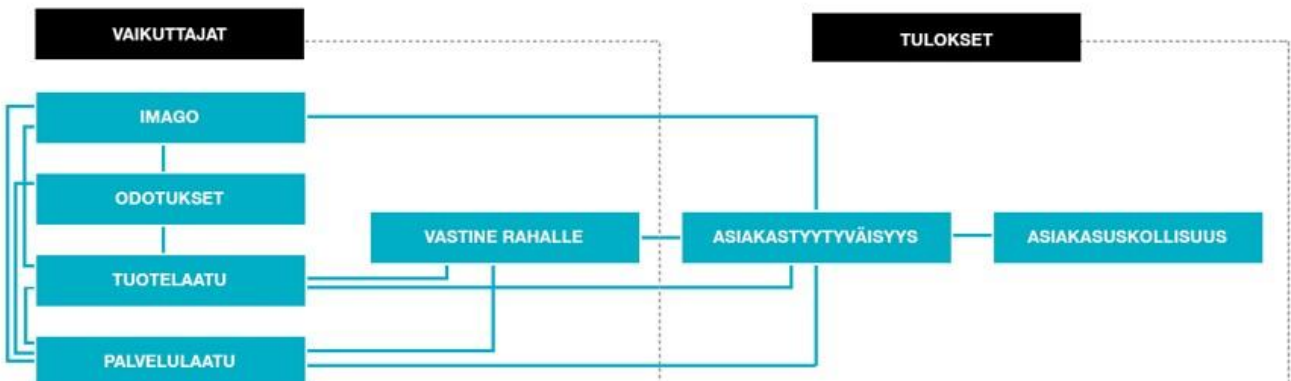 VAIKUTTAJAT
TULOKSET
IMAGO
ODOTUKSET
VASTINE RAHALLE
ASIAKASTYYTYVÄISYYS
ASIAKASUSKOLLISUUS
TUOTELAATU
PALVELULAATU